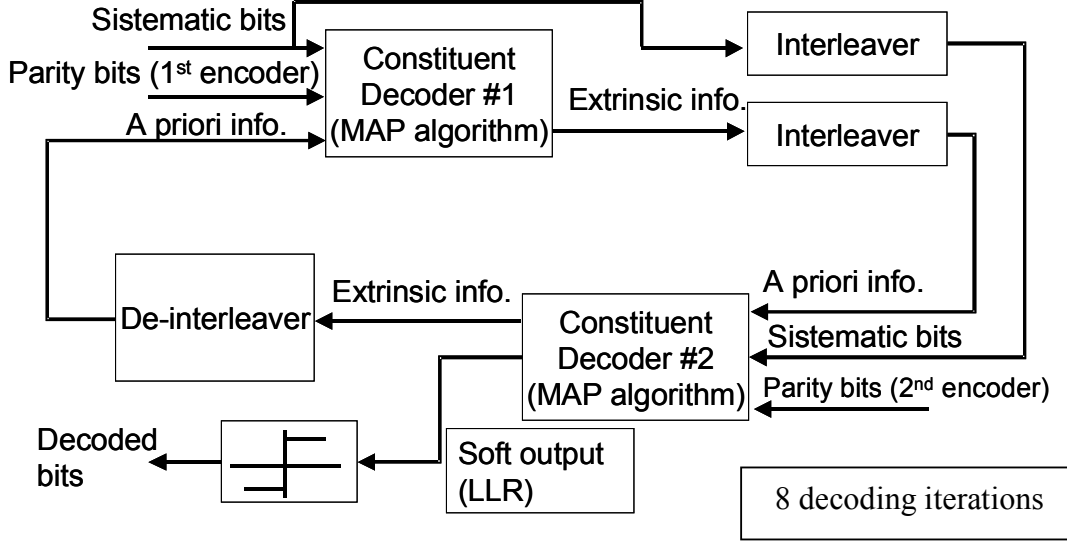 Sistematic bits
Parity bits (1st encoder)
A priori info.
Constituent
Decoder #1
(MAP algorithm)
Extrinsic info.
Interleaver
Interleaver
De-interleaver
Extrinsic info.
Constituent
Decoder #2
(MAP algorithm)
A priori info.
Sistematic bits
Parity bits (2nd encoder)
Decoded
bits
Soft output
(LLR)
8 decoding iterations